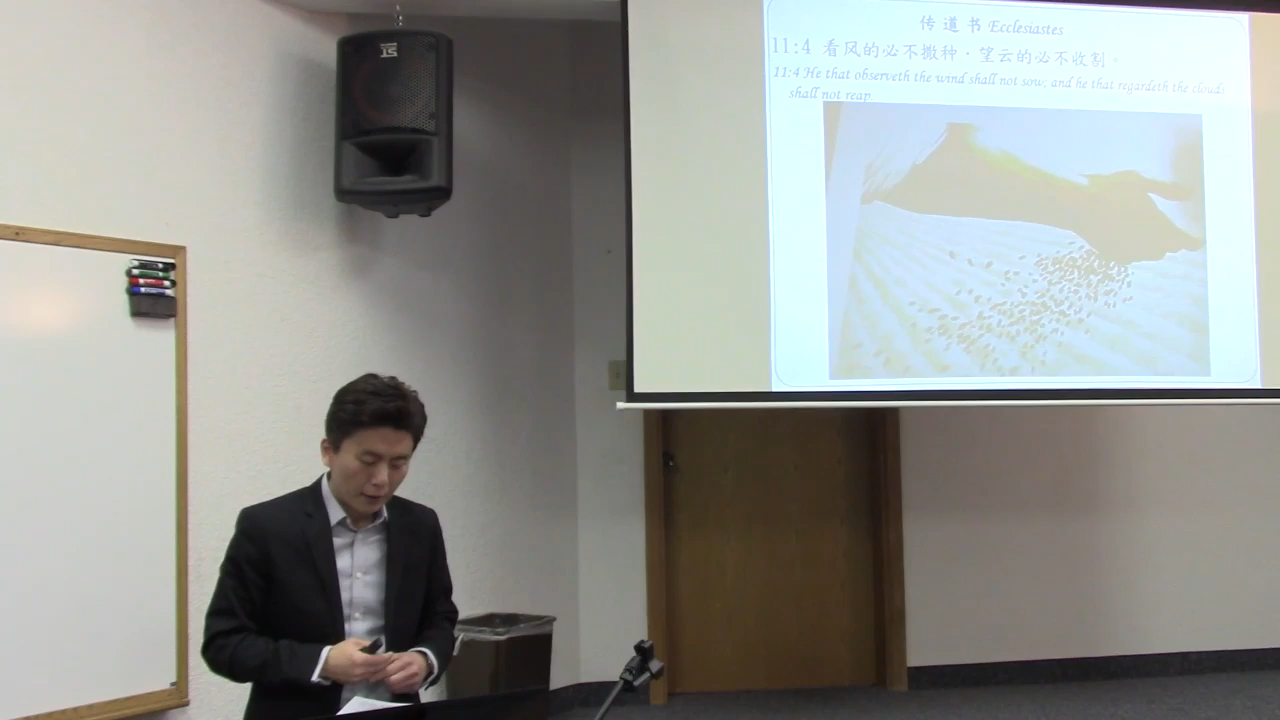 传道书 Ecclesiastes
11:4 看风的必不撒种．望云的必不收割。
11:4 He that observeth the wind shall not sow; and he that regardeth the clouds
shall not reap.